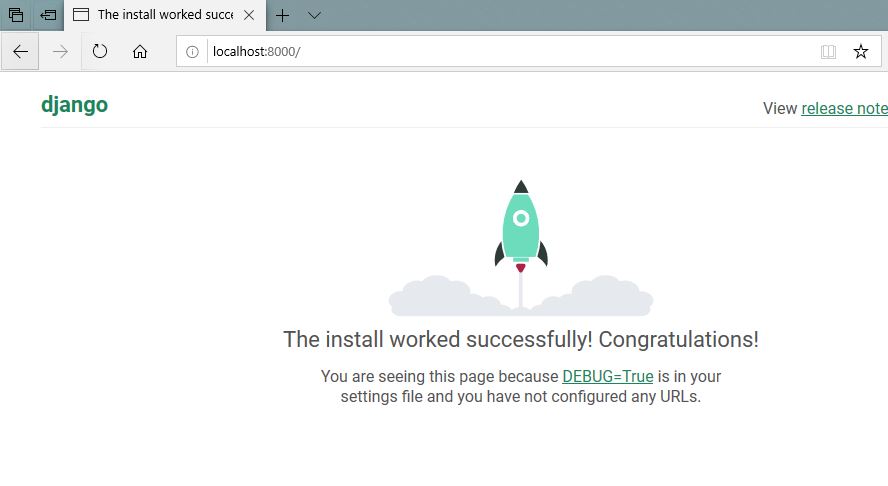 The install worked succe
localhost:8000/
django
View release note
The install worked successfully! Congratulations!
You are seeing this page because DEBUG=True is in your
settings file and you have not configured any URLs.